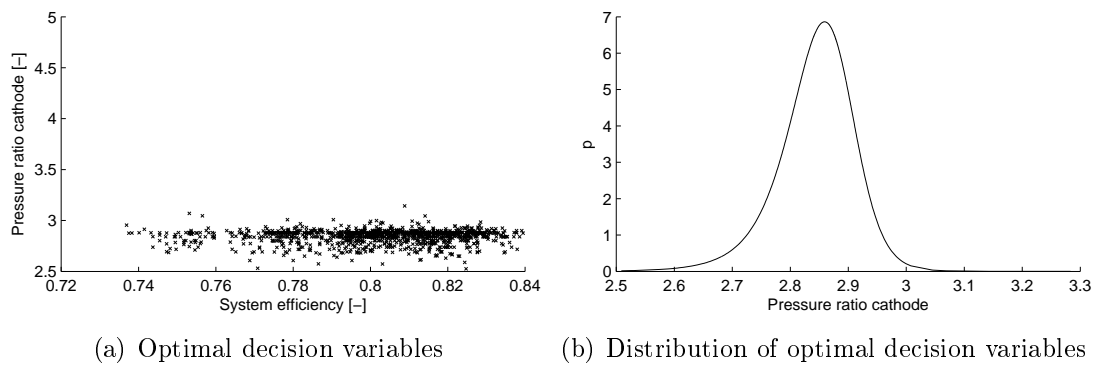 5
4.5
4
3.5
3
2.5
Pressure ratio cathode [−]
0.72 0.74 0.76 0.78 0.8 0.82 0.84
System efficiency [−]
(a) Optimal decision variables
7
6
5
4
3
2
1
0
p
2.5 2.6 2.7 2.8 2.9 3 3.1 3.2 3.3
Pressure ratio cathode
(b) Distribution of optimal decision variables